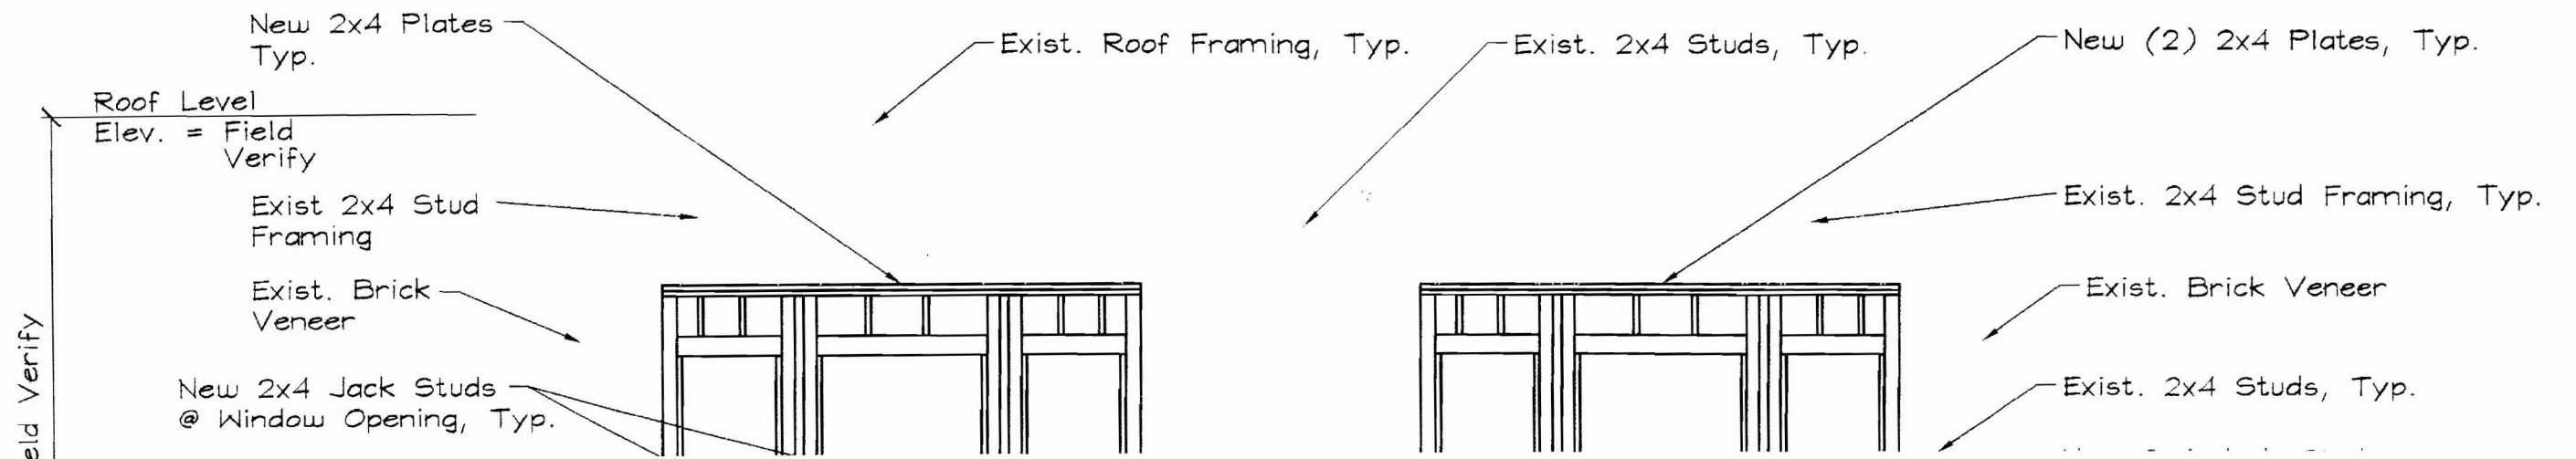 New 2x4 Plates
Typ.
Exist. Roof Framing, Typ.
Exist. 2x4 Studs, Typ.
New (2) 2x4 Plates, Typ.
Roof Level
Elev. = Field
Verify
Exist 2x4 Stud
Framing
Exist. 2x4 Stud Framing, Typ.
Exist. Brick
Veneer
Exist. Brick Veneer
New 2x4 Jack Studs
@ Window Opening, Typ.
Exist. 2x4 Studs, Typ.
Verify